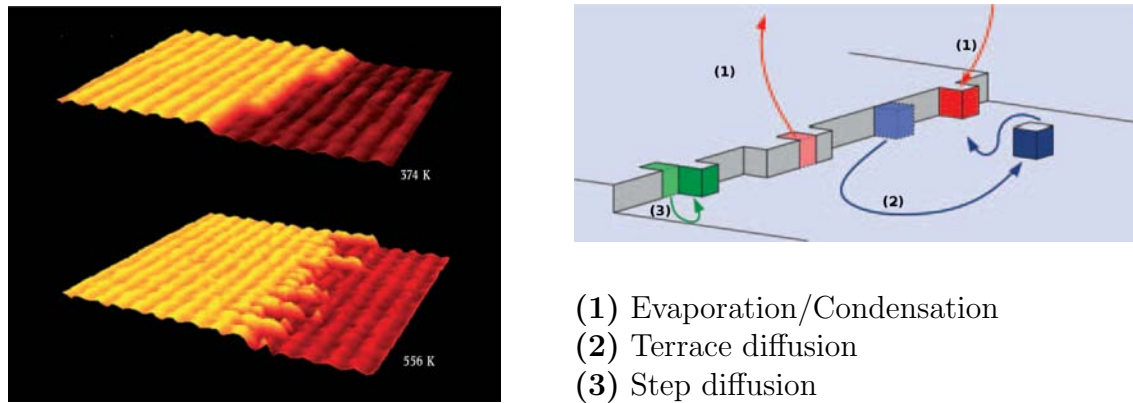 374 K
556 K
(1)
(1)
(2)
(3)
(1) Evaporation/Condensation
(2) Terrace diffusion
(3) Step diffusion